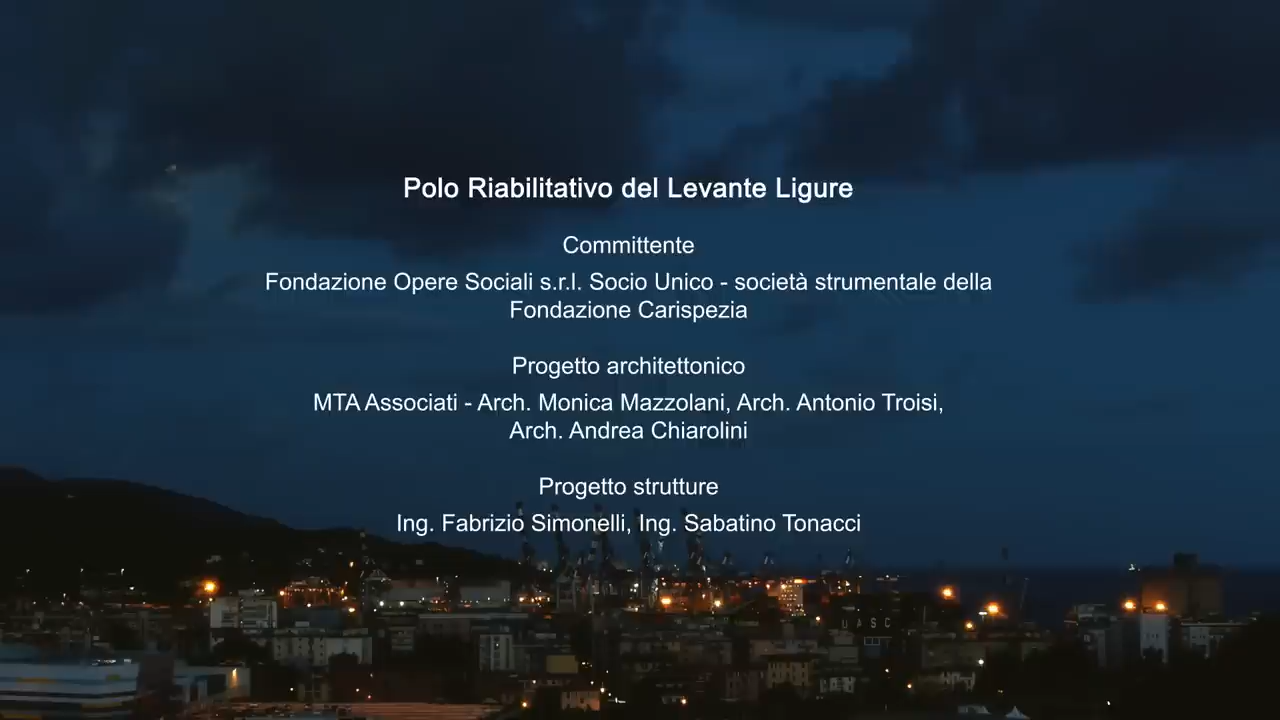 Polo Riabilitativo del Levante Ligure
Committente
Fondazione Opere Sociali s.r.l. Socio Unico - società strumentale della
Fondazione Carispezia
Progetto architettonico
MTA Associati - Arch. Monica Mazzolani, Arch. Antonio Troisi,
Arch. Andrea Chiarolini
Progetto strutture
Ing. Fabrizio Simonelli, Ing. Sabatino Tonacci
UASC